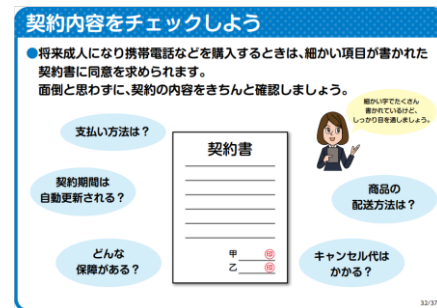 契約内容をチェックしよう
●将来成人になり携帯電話などを購入するときは、細かい項目が書かれた
契約書に同意を求められます。
面倒と思わずに、契約の内容をきちんと確認しましょう。
細かい字でたくさん
書かれているけど、
しっかり目を通しましょう。
支払い方法は？
契約書
契約期間は
自動更新される？
商品の
配送方法は？
どんな
保障がある？
甲 印
乙 印
キャンセル代は
かかる？
32/37